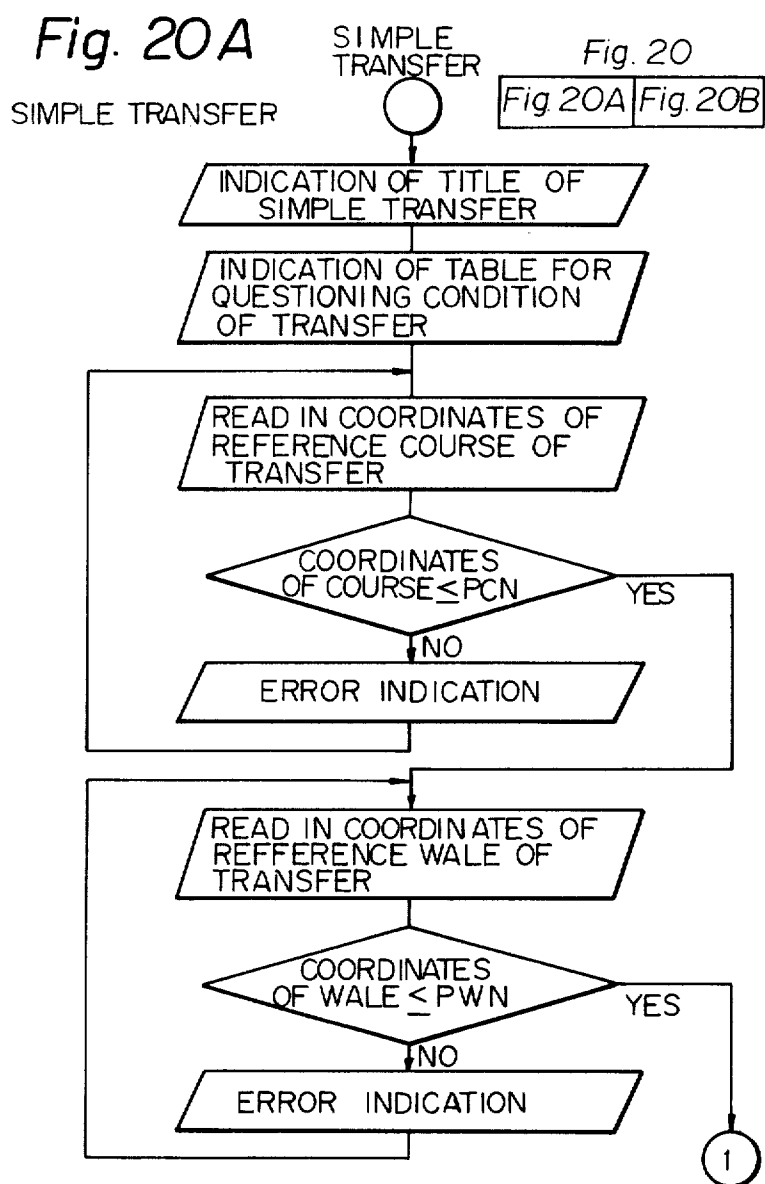 Fig. 20A
SIMPLE TRANSFER
SIMPLE
TRANSFER
Fig. 20
Fig. 20A Fig. 20B
INDICATION OF TITLE OF
SIMPLE TRANSFER
INDICATION OF TABLE FOR
QUESTIONING CONDITION
OF TRANSFER
READ IN COORDINATES OF
REFERENCE COURSE OF
TRANSFER
COORDINATES
OF COURSE ≤ PCN
YES
NO
ERROR INDICATION
READ IN COORDINATES OF
REFFERENCE WALE OF
TRANSFER
COORDINATES
OF WALE ≤ PWN
YES
NO
ERROR INDICATION
1